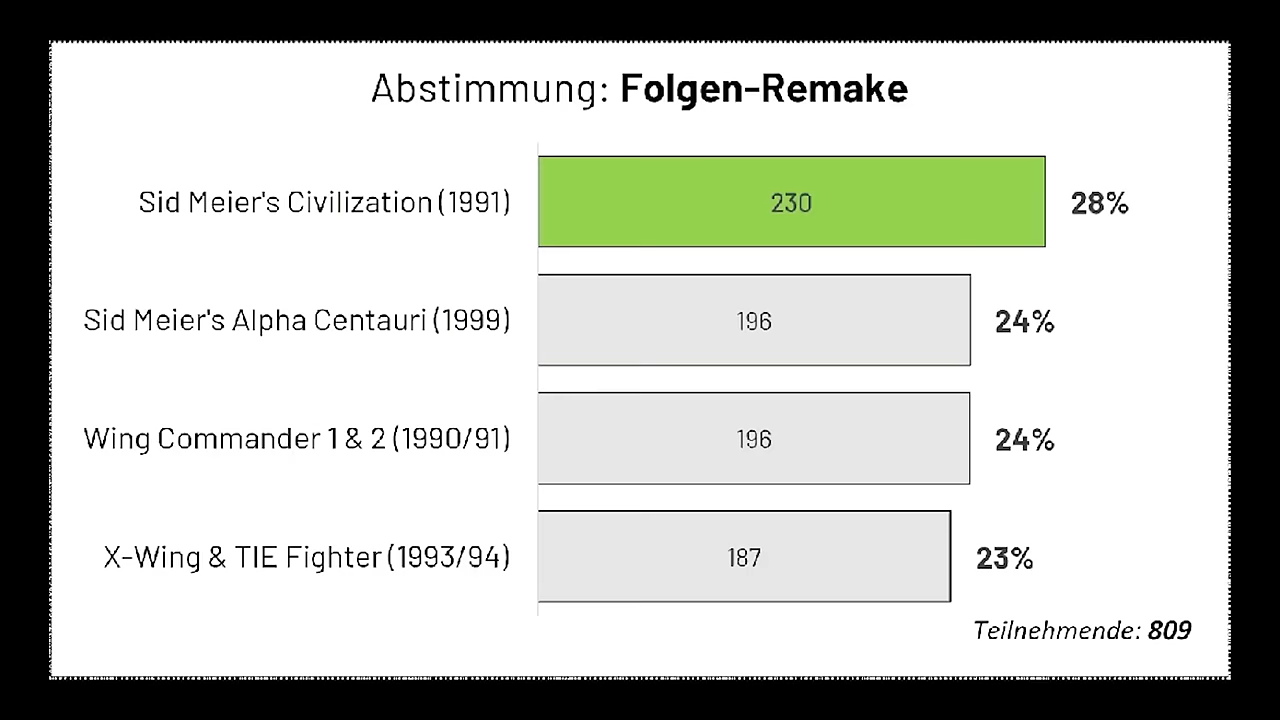 Abstimmung: Folgen-Remake
Sid Meier's Civilization (1991) 230 28%
Sid Meier's Alpha Centauri (1999) 196 24%
Wing Commander 1 & 2 (1990/91) 196 24%
X-Wing & TIE Fighter (1993/94) 187 23%
Teilnehmende: 809